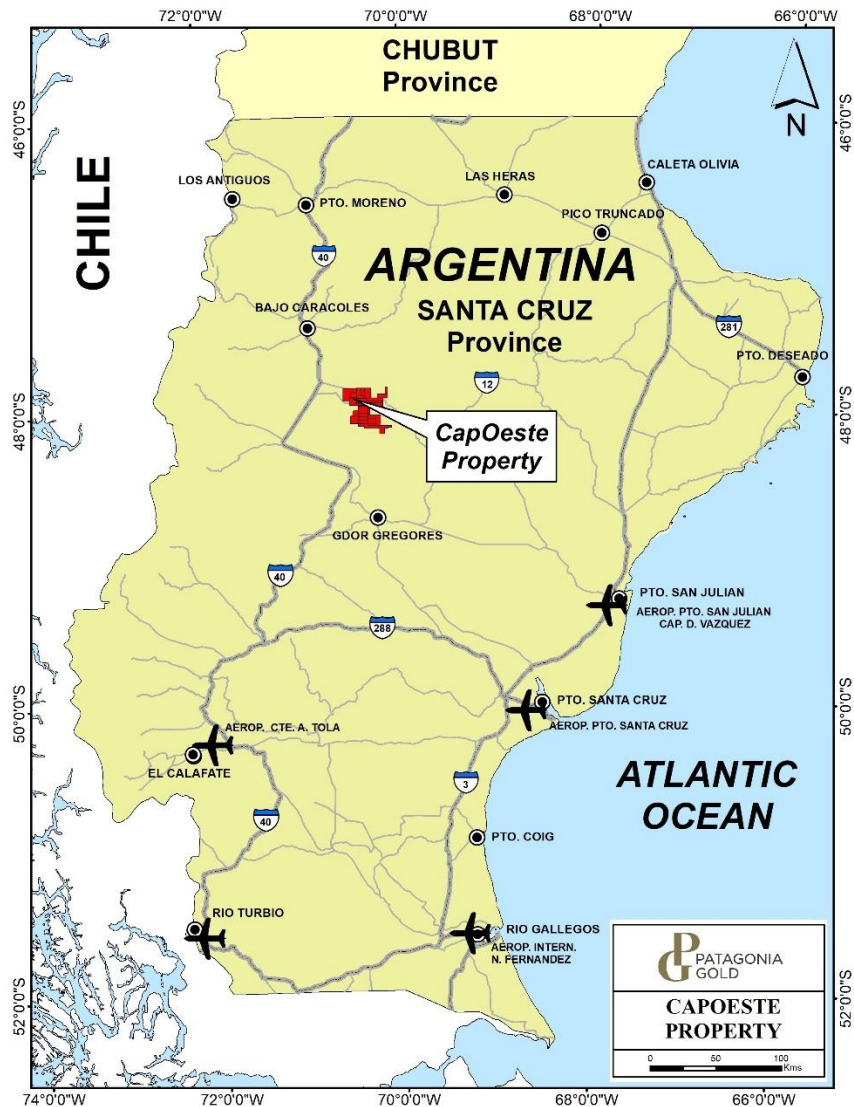 72°0'0"W
70°0'0"W
68°0'0"W
66°0'0"W
CHUBUT
Province
N
46°0'0"S
46°0'0"S
CHILE
LOS ANTIGUOS
PTO. MORENO
LAS HERAS
CALETA OLIVIA
PICO TRUNCADO
40
ARGENTINA
SANTA CRUZ
Province
BAJO CARACOLES
281
PTO. DESEADO
12
CapOeste
Property
48°0'0"S
48°0'0"S
GDOR GREGORES
40
288
PTO. SAN JULIAN
AEROP. PTO. SAN JULIAN
CAP. D. VAZQUEZ
PTO. SANTA CRUZ
AEROP. PTO. SANTA CRUZ
50°0'0"S
50°0'0"S
AEROP. CTE. A. TOLA
EL CALAFATE
3
40
ATLANTIC
OCEAN
PTO. COIG
RIO TURBIO
RIO GALLEGOS
AEROP. INTERN.
N. FERNANDEZ
PG
PATAGONIA
GOLD
CAPOESTE
PROPERTY
0 50 100
Kms
52°0'0"S
52°0'0"S
74°0'0"W
72°0'0"W
70°0'0"W
68°0'0"W
66°0'0"W